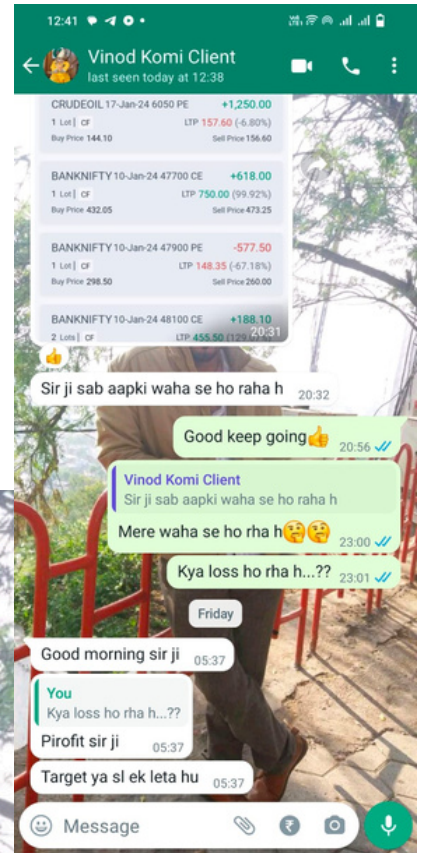 12:41
Vinod Komi Client
last seen today at 12:38
CRUDEOIL 17-Jan-24 6050 PE +1,250.00
1 Lot | CF LTP 157.60 (-6.80%)
Buy Price 144.10 Sell Price 156.60
BANKNIFTY 10-Jan-24 47700 CE +618.00
1 Lot | CF LTP 750.00 (99.92%)
Buy Price 432.05 Sell Price 473.25
BANKNIFTY 10-Jan-24 47900 PE -577.50
1 Lot | CF LTP 148.35 (-67.18%)
Buy Price 298.50 Sell Price 260.00
BANKNIFTY 10-Jan-24 48100 CE +188.10
2 Lots | CF LTP 455.50
20:31
👍
Sir ji sab aapki waha se ho raha h 20:32
Good keep going👍 20:56
Vinod Komi Client
Sir ji sab aapki waha se ho raha h
Mere waha se ho rha h🤔🤔 23:00
Kya loss ho rha h...?? 23:01
Friday
Good morning sir ji 05:37
You
Kya loss ho rha h...??
Pirofit sir ji 05:37
Target ya sl ek leta hu 05:37
Message